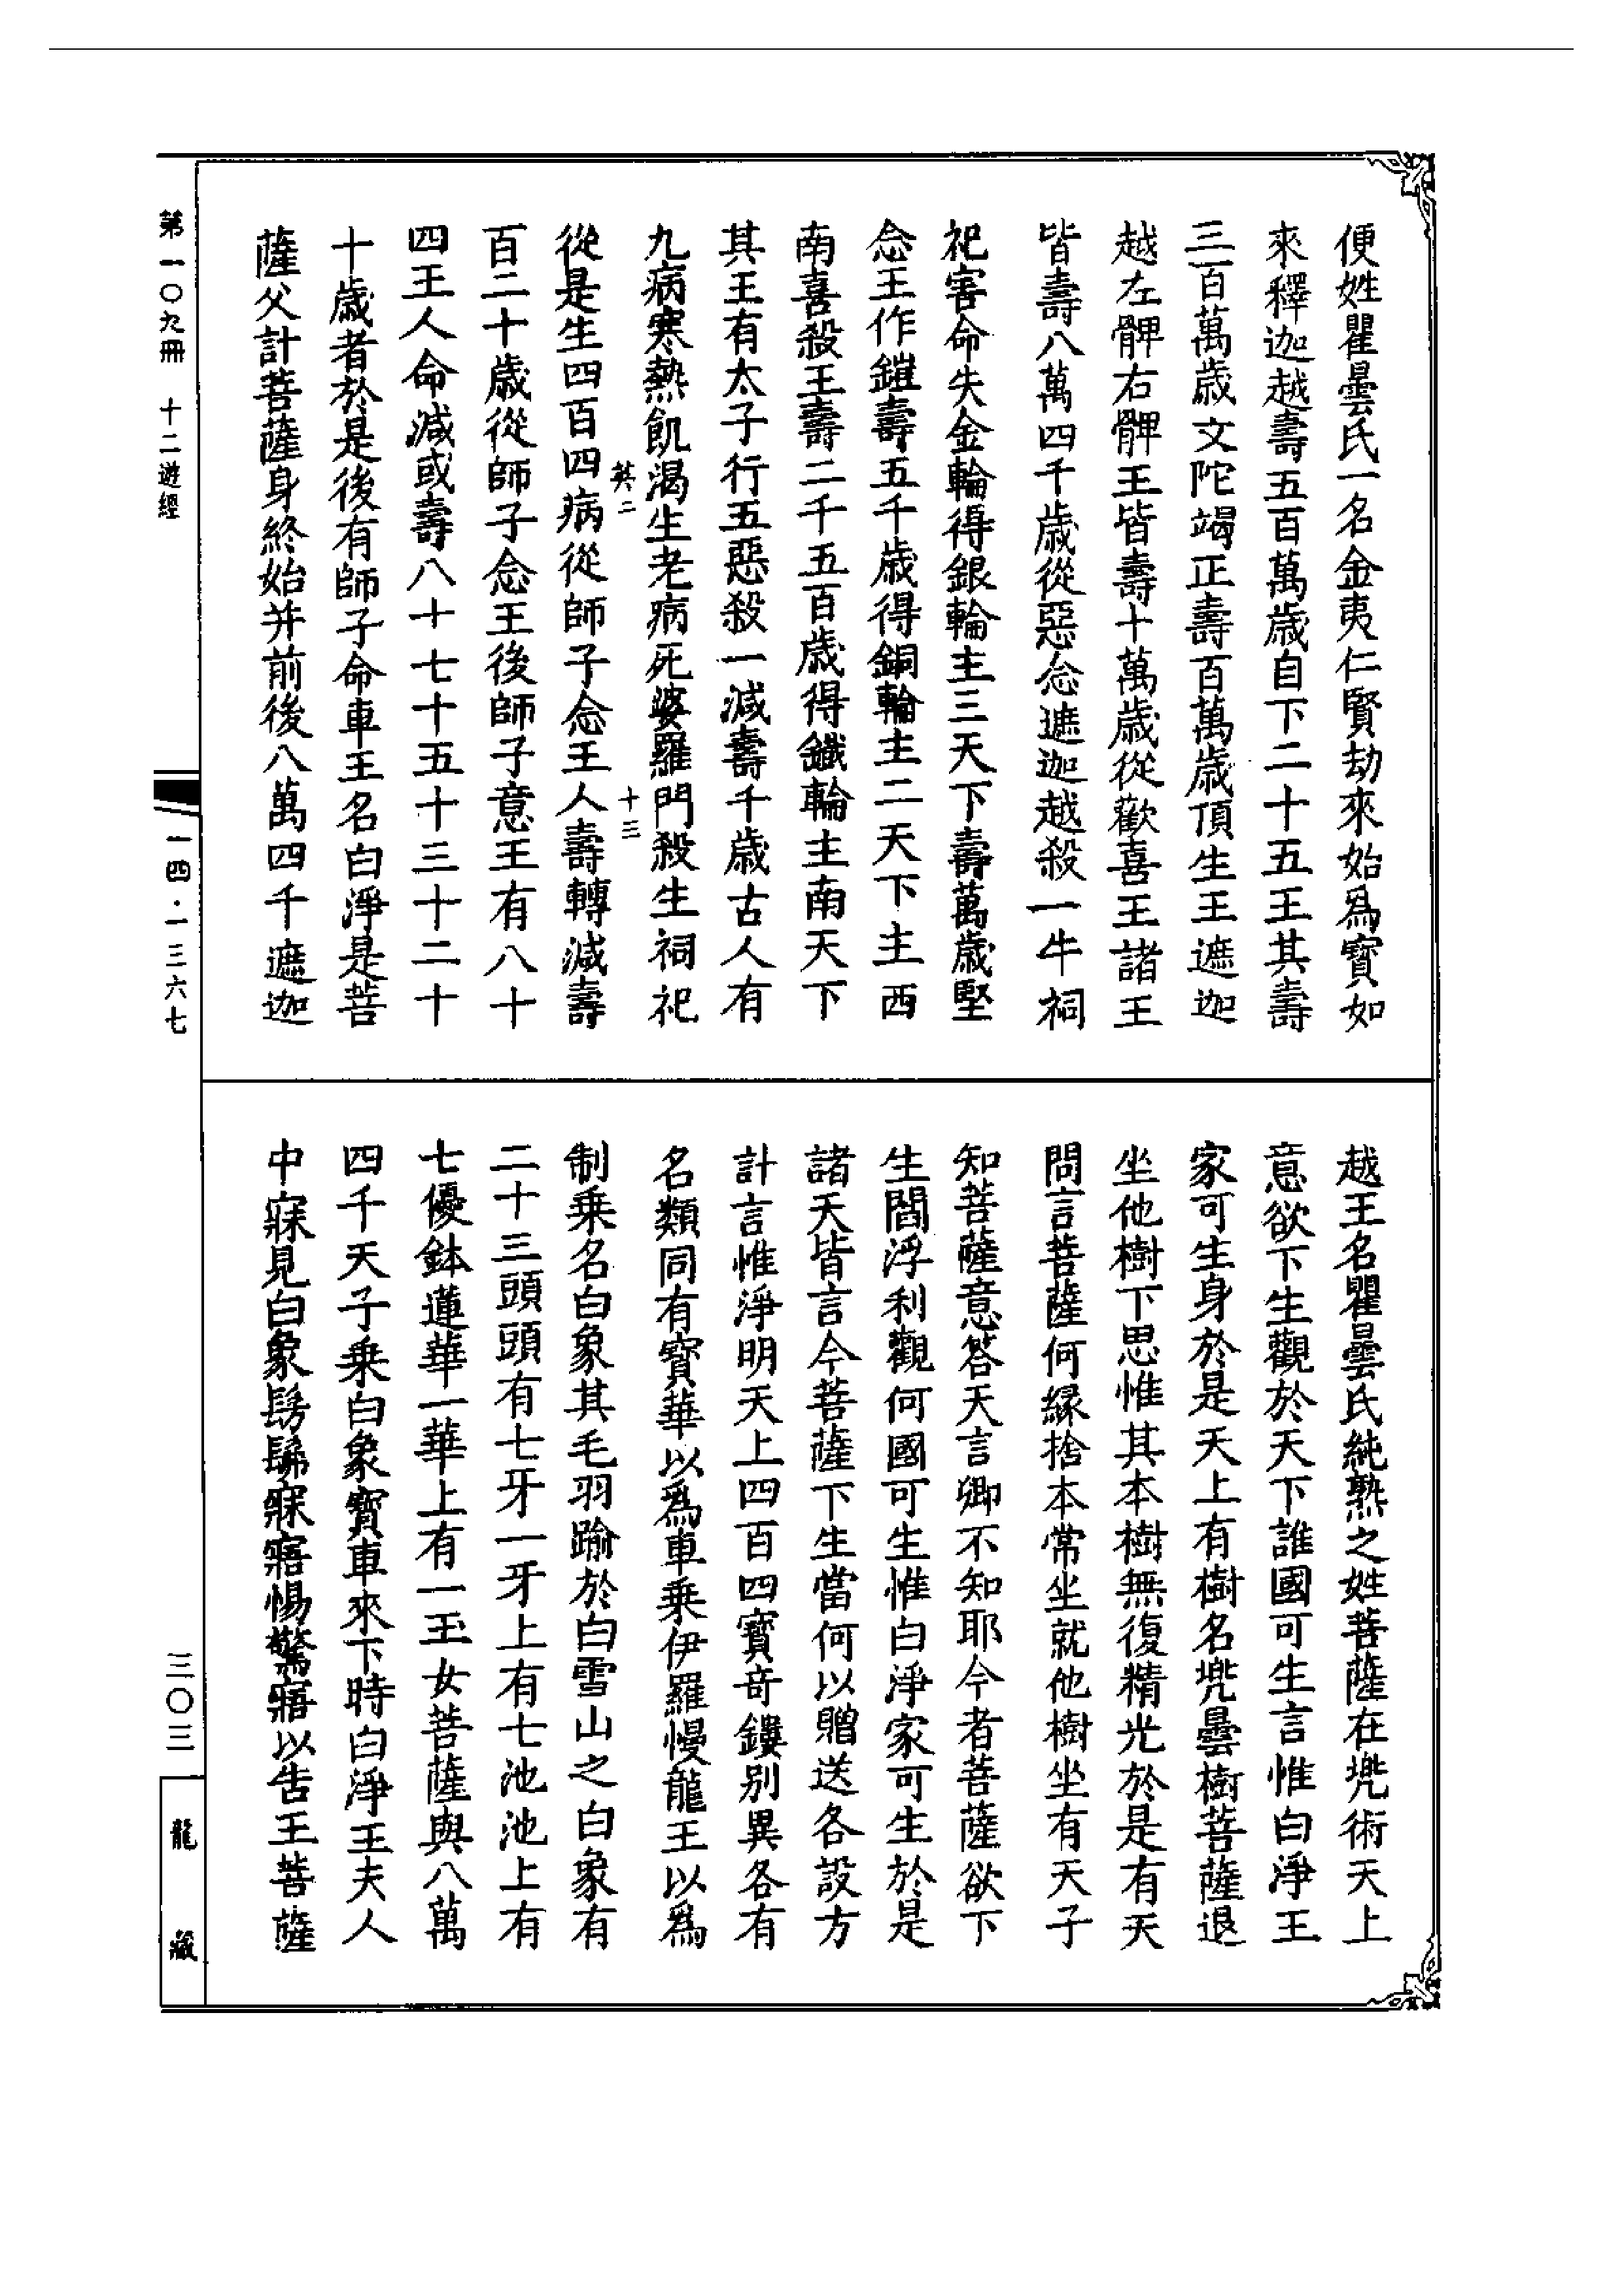 便姓瞿曇氏一名金夷仁賢劫來始爲寶如
來釋迦越壽五百萬歲自下二十五王其壽
三百萬歲文陀竭正壽百萬歲頂生王遮迦
越左髀右髀王皆壽十萬歲從歡喜王諸王
皆壽八萬四千歲從惡念遮迦越殺一牛祠
祀害命失金輪得銀輪主三天下壽萬歲堅
念王作鎧壽五千歲得銅輪主二天下主西
南喜殺王壽二千五百歲得鐵輪主南天下
其王有太子行五惡殺一減壽千歲古人有
九病寒熱飢渴生老病死婆羅門殺生祠祀
英二 十三
從是生四百四病從師子念王人壽轉減壽
百二十歲從師子念王後師子意王有八十
四王人命減或壽八十七十五十三十二十
十歲者於是後有師子命車王名白淨是菩
薩父計菩薩身終始并前後八萬四千遮迦
越王名瞿曇氏純熟之姓菩薩在兜術天上
意欲下生觀於天下誰國可生言惟白淨王
家可生身於是天上有樹名兜曇樹菩薩退
坐他樹下思惟其本樹無復精光於是有天
問言菩薩何緣捨本常坐就他樹坐有天子
知菩薩意答天言卿不知耶今者菩薩欲下
生閻浮利觀何國可生惟白淨家可生於是
諸天皆言今菩薩下生當何以贈送各設方
計言惟淨明天上四百四寶奇鏤别異各有
名類同有寶華以爲車乘伊羅慢龍王以爲
制乘名白象其毛羽踰於白雪山之白象有
二十三頭頭有七牙一牙上有七池池上有
七優鉢蓮華一華上有一玉女菩薩與八萬
四千天子乘白象寶車來下時白淨王夫人
中寐見白象髣髴寐寤惕驚寤以告王菩薩
第一〇九冊 十二遊經
一四·一三六七
三〇三
龍藏